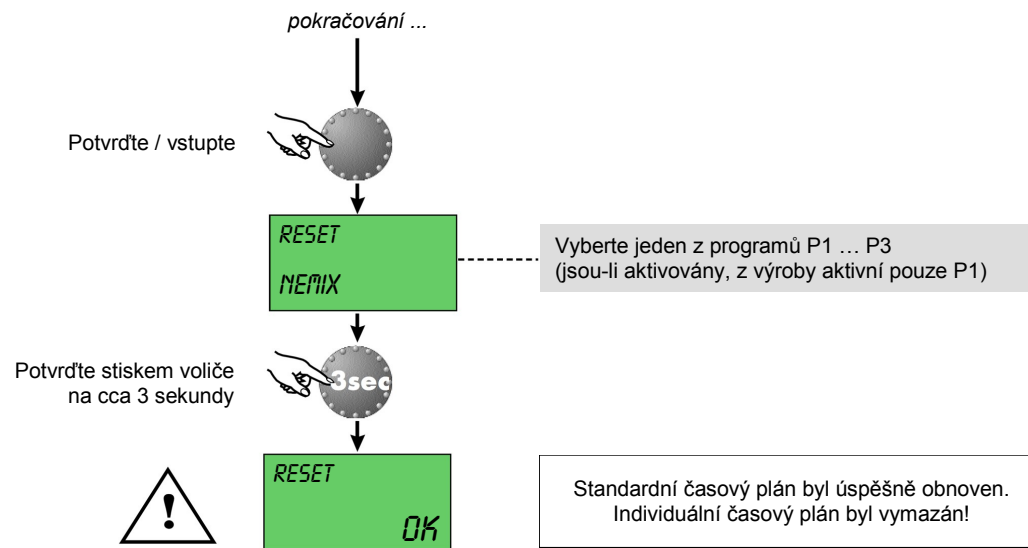 pokračování ...
Potvrďte / vstupte
RESET
NEMIX
Vyberte jeden z programů P1 … P3
(jsou-li aktivovány, z výroby aktivní pouze P1)
Potvrďte stiskem voliče
na cca 3 sekundy
3sec
RESET
OK
!
Standardní časový plán byl úspěšně obnoven.
Individuální časový plán byl vymazán!